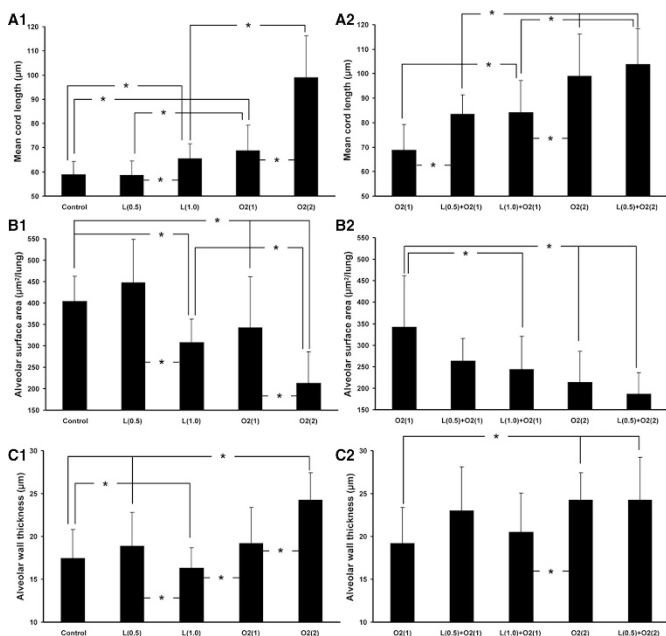 A1
Mean cord length (μm)
120
110
100
90
80
70
60
50
* * * * * *
Control L(0.5) L(1.0) O2(1) O2(2)
A2
Mean cord length (μm)
120
110
100
90
80
70
60
50
* * * * *
O2(1) L(0.5)+O2(1) L(1.0)+O2(1) O2(2) L(0.5)+O2(2)
B1
Alveolar surface area (μm²/lung)
550
500
450
400
350
300
250
200
150
* * * * *
Control L(0.5) L(1.0) O2(1) O2(2)
B2
Alveolar surface area (μm²/lung)
550
500
450
400
350
300
250
200
150
* *
O2(1) L(0.5)+O2(1) L(1.0)+O2(1) O2(2) L(0.5)+O2(2)
C1
Alveolar wall thickness (μm)
30
25
20
15
10
* * * * *
Control L(0.5) L(1.0) O2(1) O2(2)
C2
Alveolar wall thickness (μm)
30
25
20
15
10
* *
O2(1) L(0.5)+O2(1) L(1.0)+O2(1) O2(2) L(0.5)+O2(2)